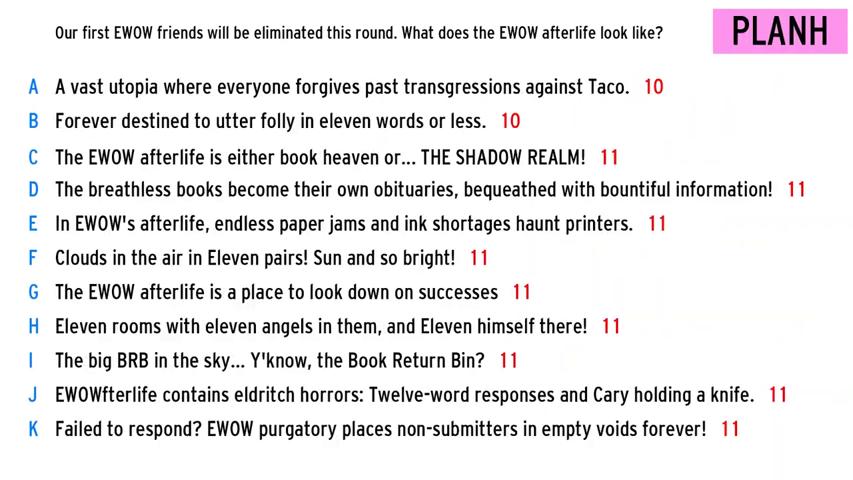 Our first EWOW friends will be eliminated this round. What does the EWOW afterlife look like?
PLANH
A A vast utopia where everyone forgives past transgressions against Taco. 10
B Forever destined to utter folly in eleven words or less. 10
C The EWOW afterlife is either book heaven or... THE SHADOW REALM! 11
D The breathless books become their own obituaries, bequeathed with bountiful information! 11
E In EWOW's afterlife, endless paper jams and ink shortages haunt printers. 11
F Clouds in the air in Eleven pairs! Sun and so bright! 11
G The EWOW afterlife is a place to look down on successes 11
H Eleven rooms with eleven angels in them, and Eleven himself there! 11
I The big BRB in the sky... Y'know, the Book Return Bin? 11
J EWOWfterlife contains eldritch horrors: Twelve-word responses and Cary holding a knife. 11
K Failed to respond? EWOW purgatory places non-submitters in empty voids forever! 11